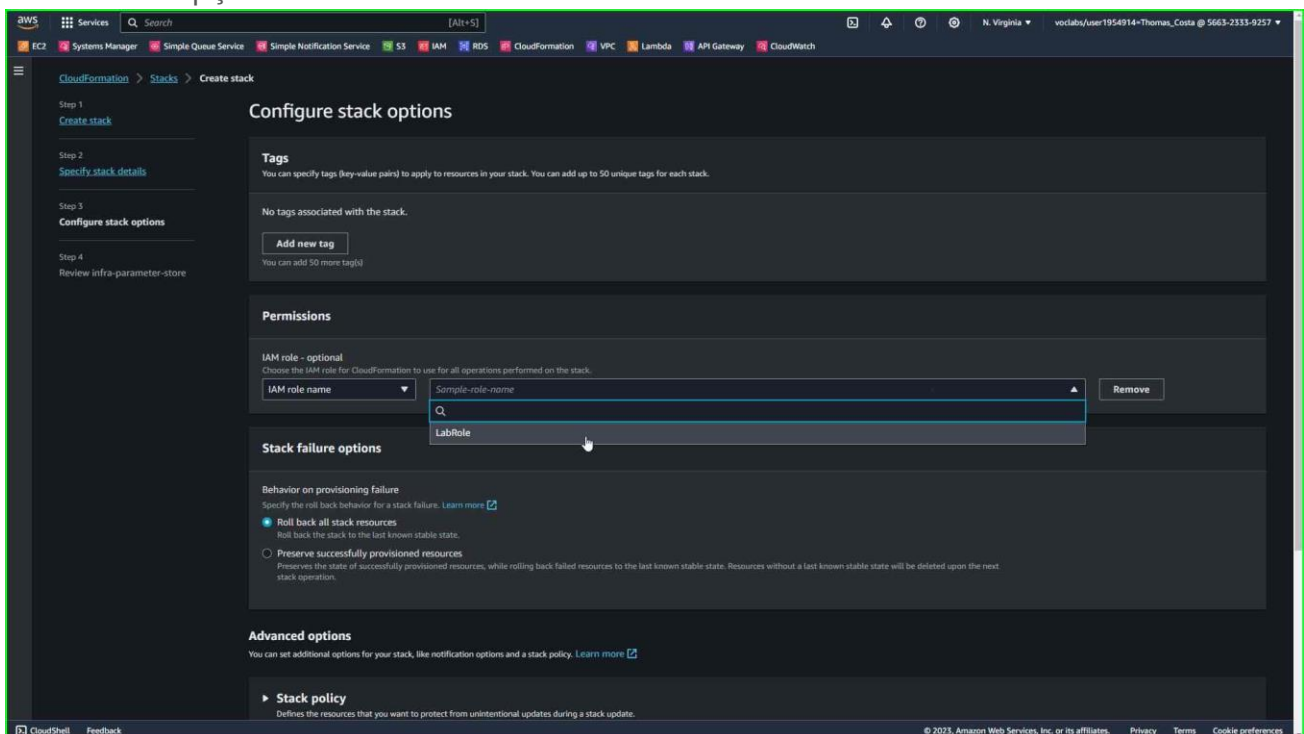 aws Services Search [Alt+S] N. Virginia voclabs/user1954914=Thomas_Costa @ 5663-2333-9257
EC2 Systems Manager Simple Queue Service Simple Notification Service S3 IAM RDS CloudFormation VPC Lambda API Gateway CloudWatch
CloudFormation > Stacks > Create stack
Step 1
Create stack
Step 2
Specify stack details
Step 3
Configure stack options
Step 4
Review infra-parameter-store
Configure stack options
Tags
You can specify tags (key-value pairs) to apply to resources in your stack. You can add up to 50 unique tags for each stack.
No tags associated with the stack.
Add new tag
You can add 50 more tag(s)
Permissions
IAM role - optional
Choose the IAM role for CloudFormation to use for all operations performed on the stack.
IAM role name Sample-role-name Remove
LabRole
Stack failure options
Behavior on provisioning failure
Specify the roll back behavior for a stack failure. Learn more
Roll back all stack resources
Roll back the stack to the last known stable state.
Preserve successfully provisioned resources
Preserves the state of successfully provisioned resources, while rolling back failed resources to the last known stable state. Resources without a last known stable state will be deleted upon the next
stack operation.
Advanced options
You can set additional options for your stack, like notification options and a stack policy. Learn more
Stack policy
Defines the resources that you want to protect from unintentional updates during a stack update.
CloudShell Feedback © 2023, Amazon Web Services, Inc. or its affiliates. Privacy Terms Cookie preferences